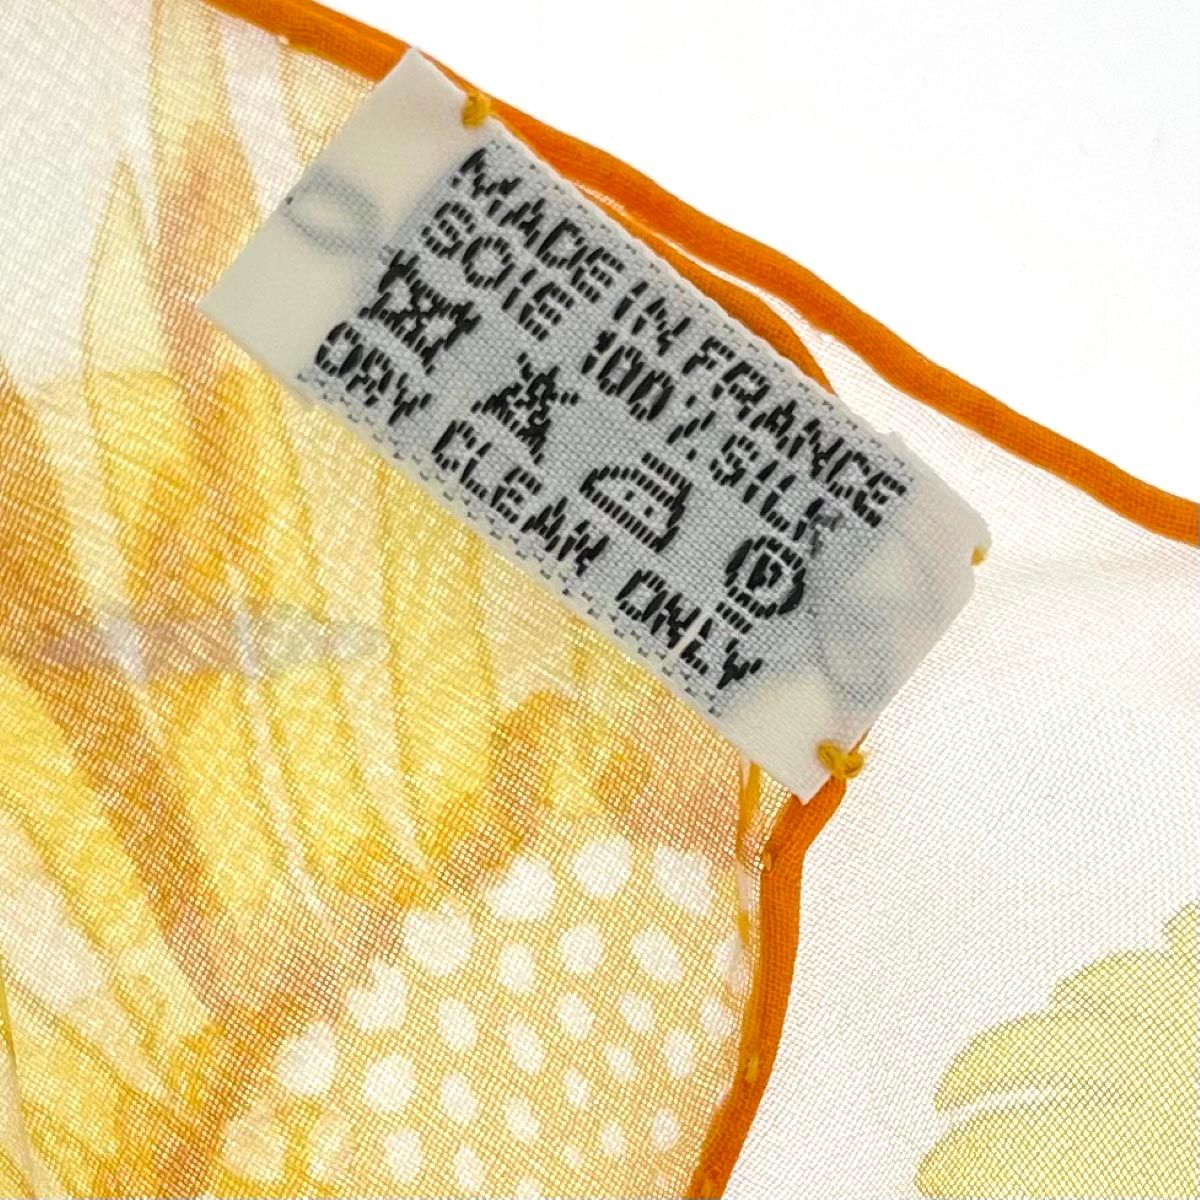 MADE IN FRANCE
SOIE 100% SILK
P
DRY CLEAN ONLY